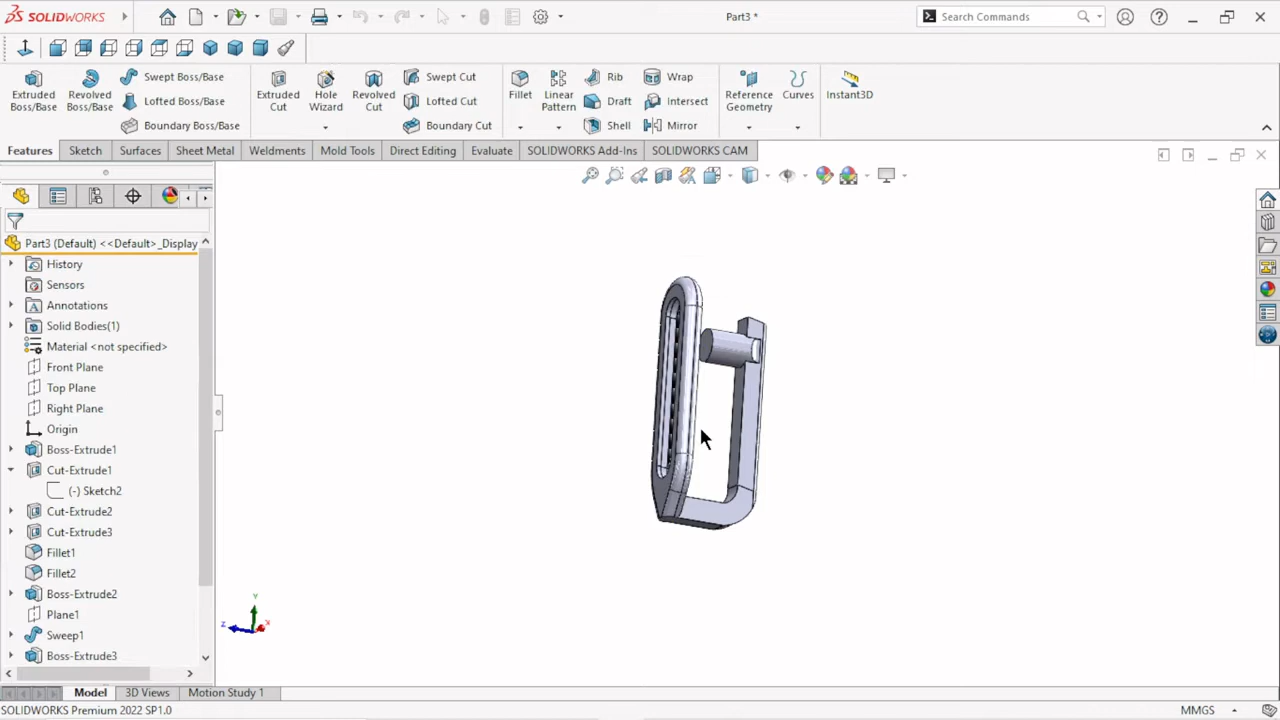 SOLIDWORKS
Part3 *
Search Commands
Extruded Boss/Base
Revolved Boss/Base
Swept Boss/Base
Lofted Boss/Base
Boundary Boss/Base
Extruded Cut
Hole Wizard
Revolved Cut
Swept Cut
Lofted Cut
Boundary Cut
Fillet
Linear Pattern
Rib
Draft
Shell
Wrap
Intersect
Mirror
Reference Geometry
Curves
Instant3D
Features
Sketch
Surfaces
Sheet Metal
Weldments
Mold Tools
Direct Editing
Evaluate
SOLIDWORKS Add-Ins
SOLIDWORKS CAM
Part3 (Default) <<Default>_Display
History
Sensors
Annotations
Solid Bodies(1)
Material <not specified>
Front Plane
Top Plane
Right Plane
Origin
Boss-Extrude1
Cut-Extrude1
(-) Sketch2
Cut-Extrude2
Cut-Extrude3
Fillet1
Fillet2
Boss-Extrude2
Plane1
Sweep1
Boss-Extrude3
Y
Z
X
Model
3D Views
Motion Study 1
SOLIDWORKS Premium 2022 SP1.0
MMGS